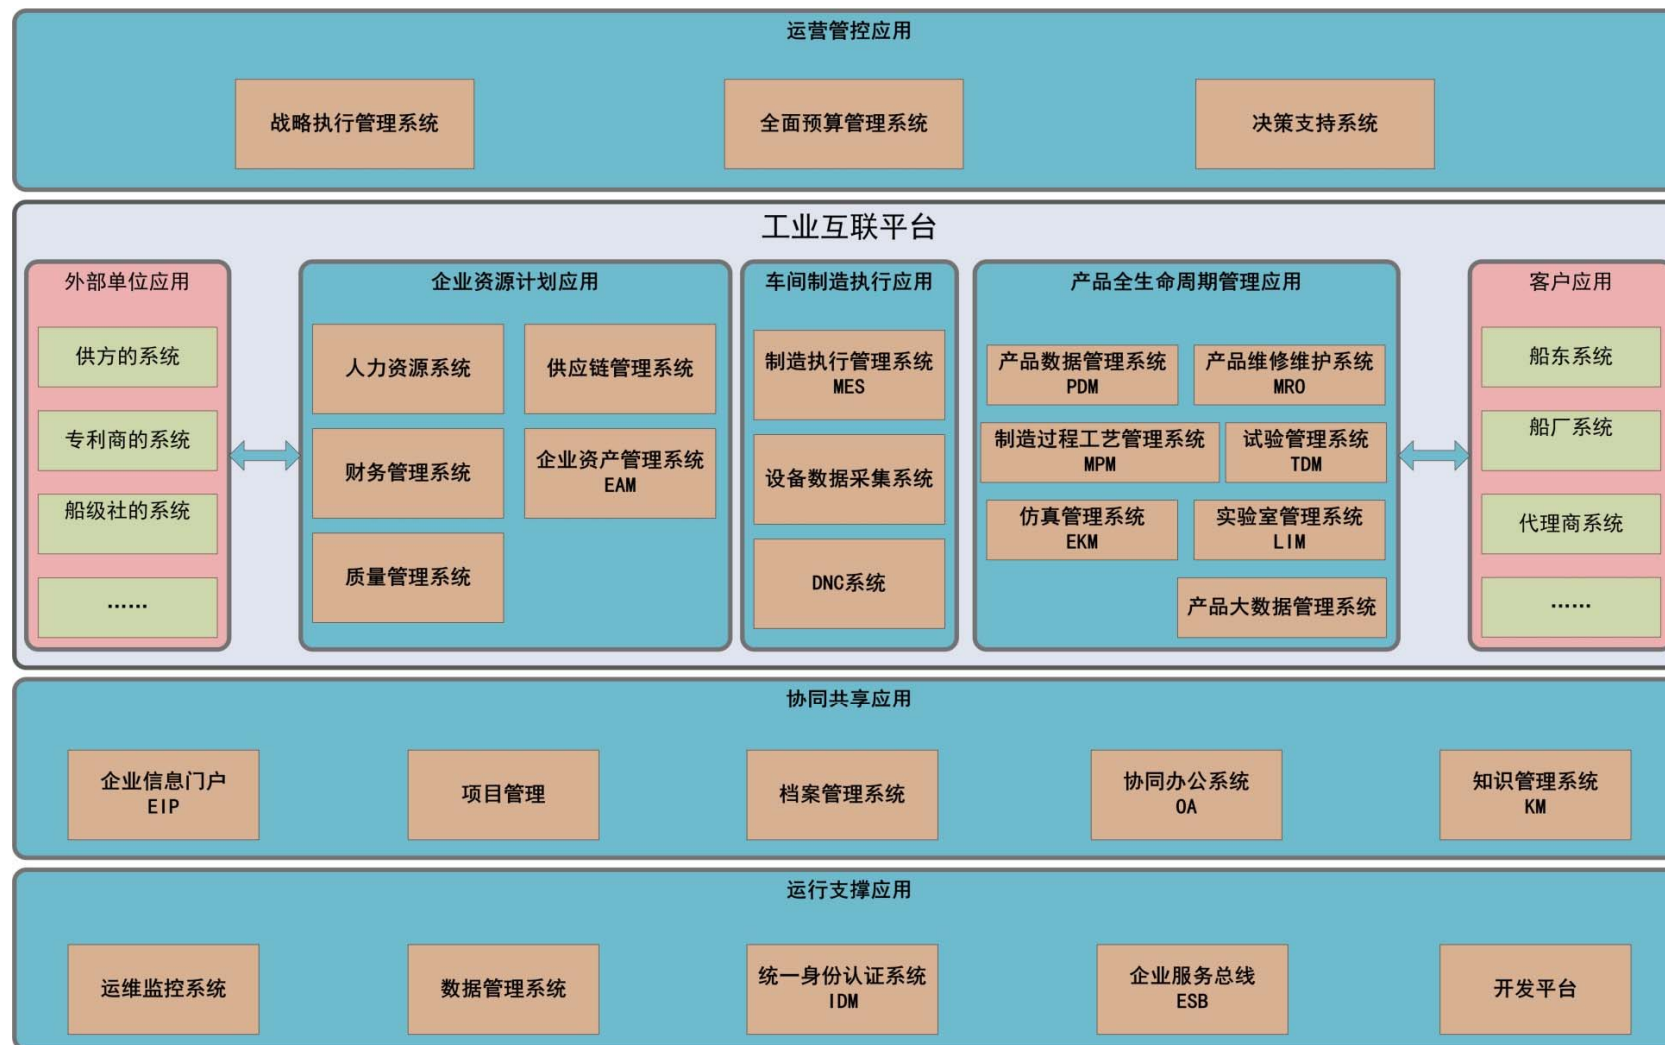 运营管控应用
战略执行管理系统
全面预算管理系统
决策支持系统
工业互联平台
外部单位应用
供方的系统
专利商的系统
船级社的系统
……
企业资源计划应用
人力资源系统
供应链管理系统
财务管理系统
企业资产管理系统
EAM
质量管理系统
车间制造执行应用
制造执行管理系统
MES
设备数据采集系统
DNC系统
产品全生命周期管理应用
产品数据管理系统
PDM
产品维修维护系统
MRO
制造过程工艺管理系统
MPM
试验管理系统
TDM
仿真管理系统
EKM
实验室管理系统
LIM
产品大数据管理系统
客户应用
船东系统
船厂系统
代理商系统
……
协同共享应用
企业信息门户
EIP
项目管理
档案管理系统
协同办公系统
OA
知识管理系统
KM
运行支撑应用
运维监控系统
数据管理系统
统一身份认证系统
IDM
企业服务总线
ESB
开发平台